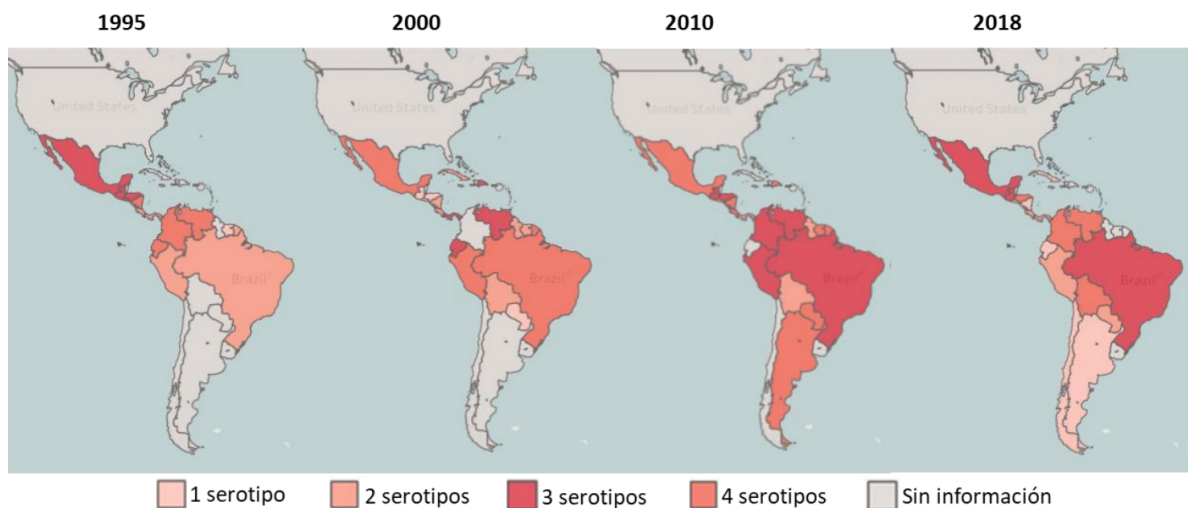 1995 2000 2010 2018
United States United States United States United States
Brazil Brazil Brazil Brazil
1 serotipo 2 serotipos 3 serotipos 4 serotipos Sin información